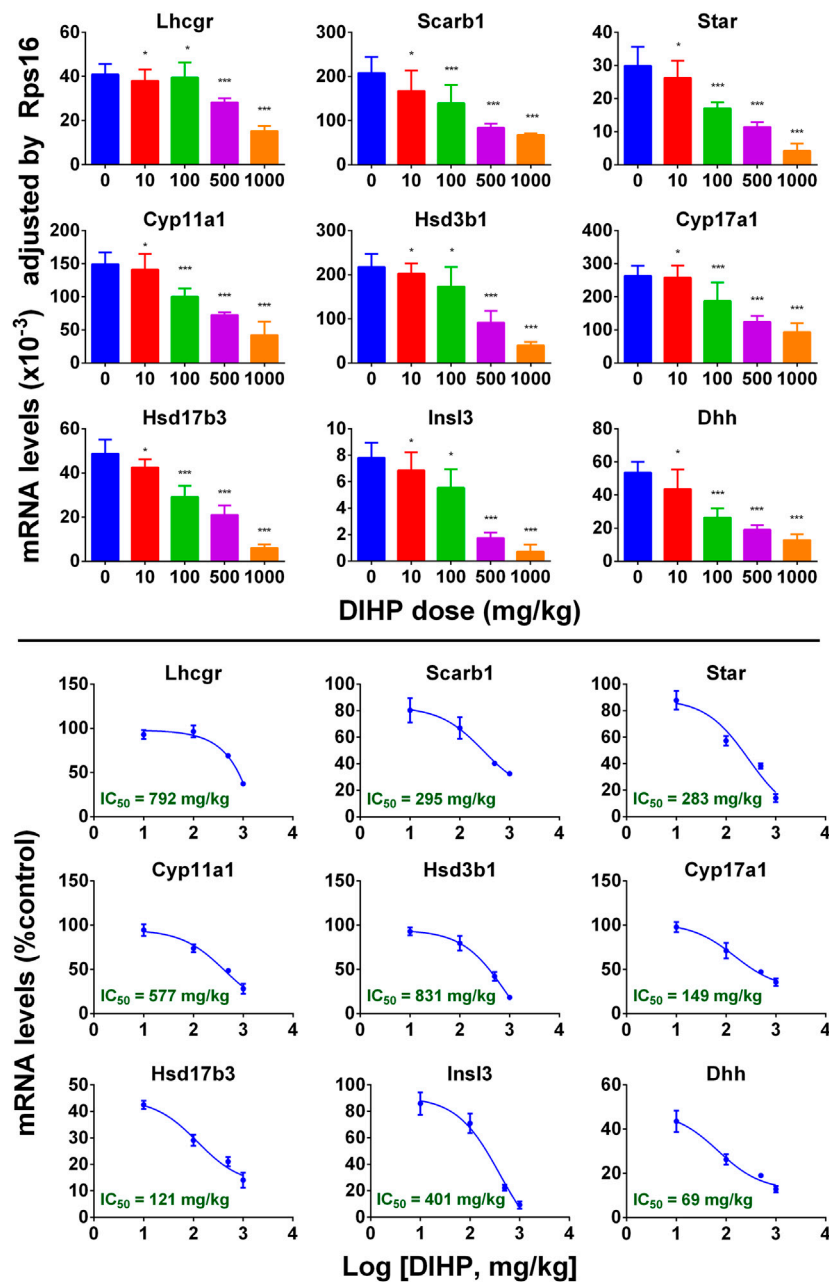 mRNA levels (x10⁻³) adjusted by Rps16
Lhcgr
60
40
20
0
* * *** ***
0 10 100 500 1000
Scarb1
300
200
100
0
* *** *** ***
0 10 100 500 1000
Star
40
30
20
10
0
* *** *** ***
0 10 100 500 1000
Cyp11a1
200
150
100
50
0
* *** *** ***
0 10 100 500 1000
Hsd3b1
300
200
100
0
* * *** ***
0 10 100 500 1000
Cyp17a1
400
300
200
100
0
* *** *** ***
0 10 100 500 1000
Hsd17b3
60
40
20
0
* *** *** ***
0 10 100 500 1000
Insl3
10
8
6
4
2
0
* * *** ***
0 10 100 500 1000
Dhh
80
60
40
20
0
* *** *** ***
0 10 100 500 1000
DIHP dose (mg/kg)
mRNA levels (%control)
Lhcgr
150
100
50
0
IC₅₀ = 792 mg/kg
0 1 2 3 4
Scarb1
100
80
60
40
20
0
IC₅₀ = 295 mg/kg
0 1 2 3 4
Star
100
80
60
40
20
0
IC₅₀ = 283 mg/kg
0 1 2 3 4
Cyp11a1
150
100
50
0
IC₅₀ = 577 mg/kg
0 1 2 3 4
Hsd3b1
150
100
50
0
IC₅₀ = 831 mg/kg
0 1 2 3 4
Cyp17a1
150
100
50
0
IC₅₀ = 149 mg/kg
0 1 2 3 4
Hsd17b3
50
40
30
20
10
0
IC₅₀ = 121 mg/kg
0 1 2 3 4
Insl3
100
80
60
40
20
0
IC₅₀ = 401 mg/kg
0 1 2 3 4
Dhh
60
40
20
0
IC₅₀ = 69 mg/kg
0 1 2 3 4
Log [DIHP, mg/kg]